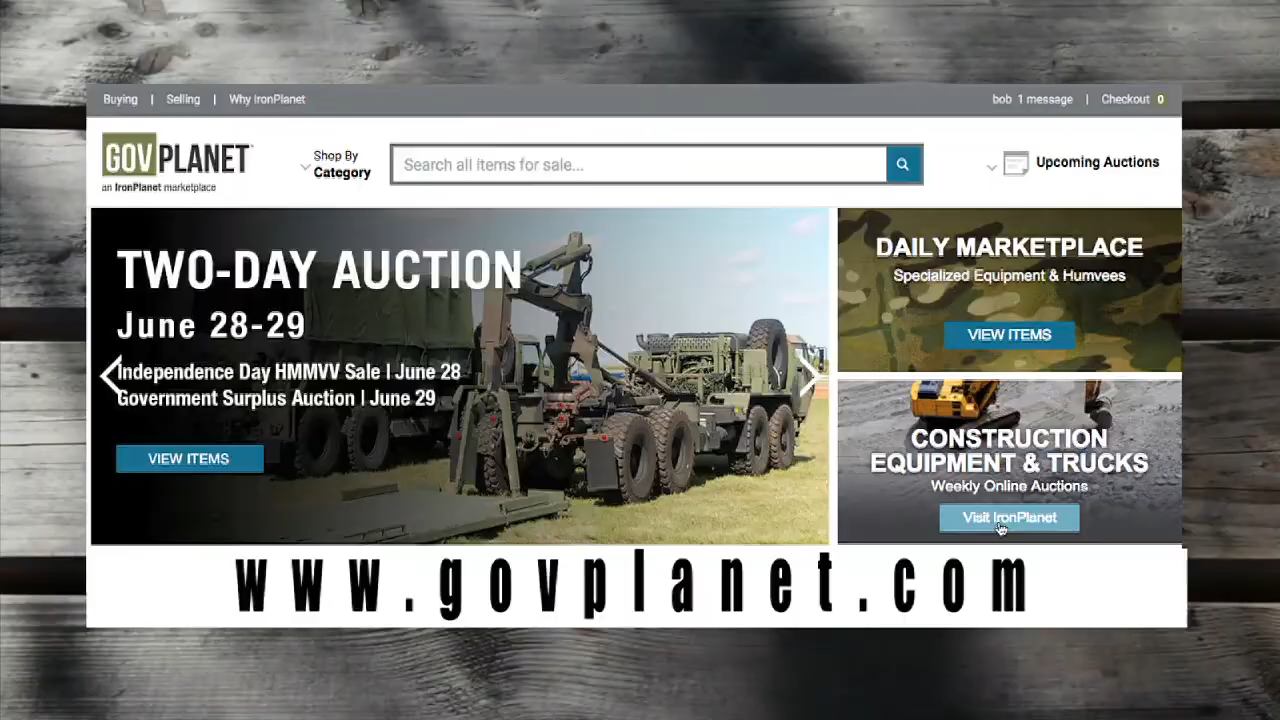 Buying | Selling | Why IronPlanet
bob 1 message | Checkout 0
GOVPLANET
an IronPlanet marketplace
Shop By
Category
Search all items for sale...
Upcoming Auctions
TWO-DAY AUCTION
June 28-29
Independence Day HMMVV Sale | June 28
Government Surplus Auction | June 29
VIEW ITEMS
DAILY MARKETPLACE
Specialized Equipment & Humvees
VIEW ITEMS
CONSTRUCTION
EQUIPMENT & TRUCKS
Weekly Online Auctions
Visit IronPlanet
www.govplanet.com